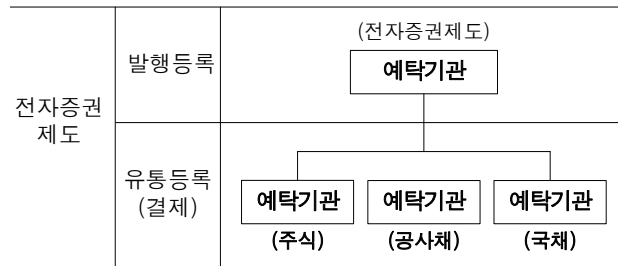 전자증권
제도
발행등록
(전자증권제도)
예탁기관
유통등록
(결제)
예탁기관 예탁기관 예탁기관
(주식) (공사채) (국채)